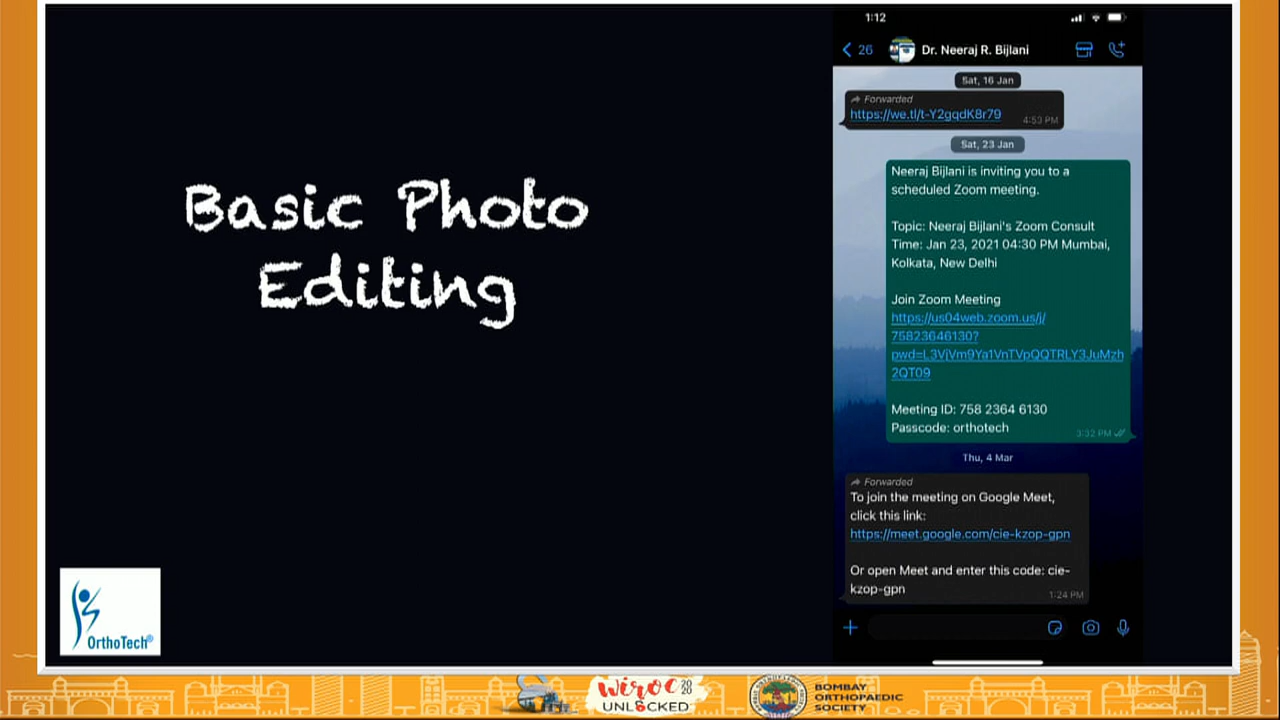 Basic Photo
Editing
OrthoTech®
1:12
26
Dr. Neeraj R. Bijlani
Sat, 16 Jan
Forwarded
https://we.tl/t-Y2gqdK8r79
4:53 PM
Sat, 23 Jan
Neeraj Bijlani is inviting you to a
scheduled Zoom meeting.
Topic: Neeraj Bijlani's Zoom Consult
Time: Jan 23, 2021 04:30 PM Mumbai,
Kolkata, New Delhi
Join Zoom Meeting
https://us04web.zoom.us/j/
75823646130?
pwd=L3VjVm9Ya1VnTVpQQTRLY3JuMzh
2QT09
Meeting ID: 758 2364 6130
Passcode: orthotech
3:32 PM
Thu, 4 Mar
Forwarded
To join the meeting on Google Meet,
click this link:
https://meet.google.com/cie-kzop-gpn
Or open Meet and enter this code: cie-
kzop-gpn
1:24 PM
WIROC 2020
UNLOCKED
BOMBAY
ORTHOPAEDIC
SOCIETY